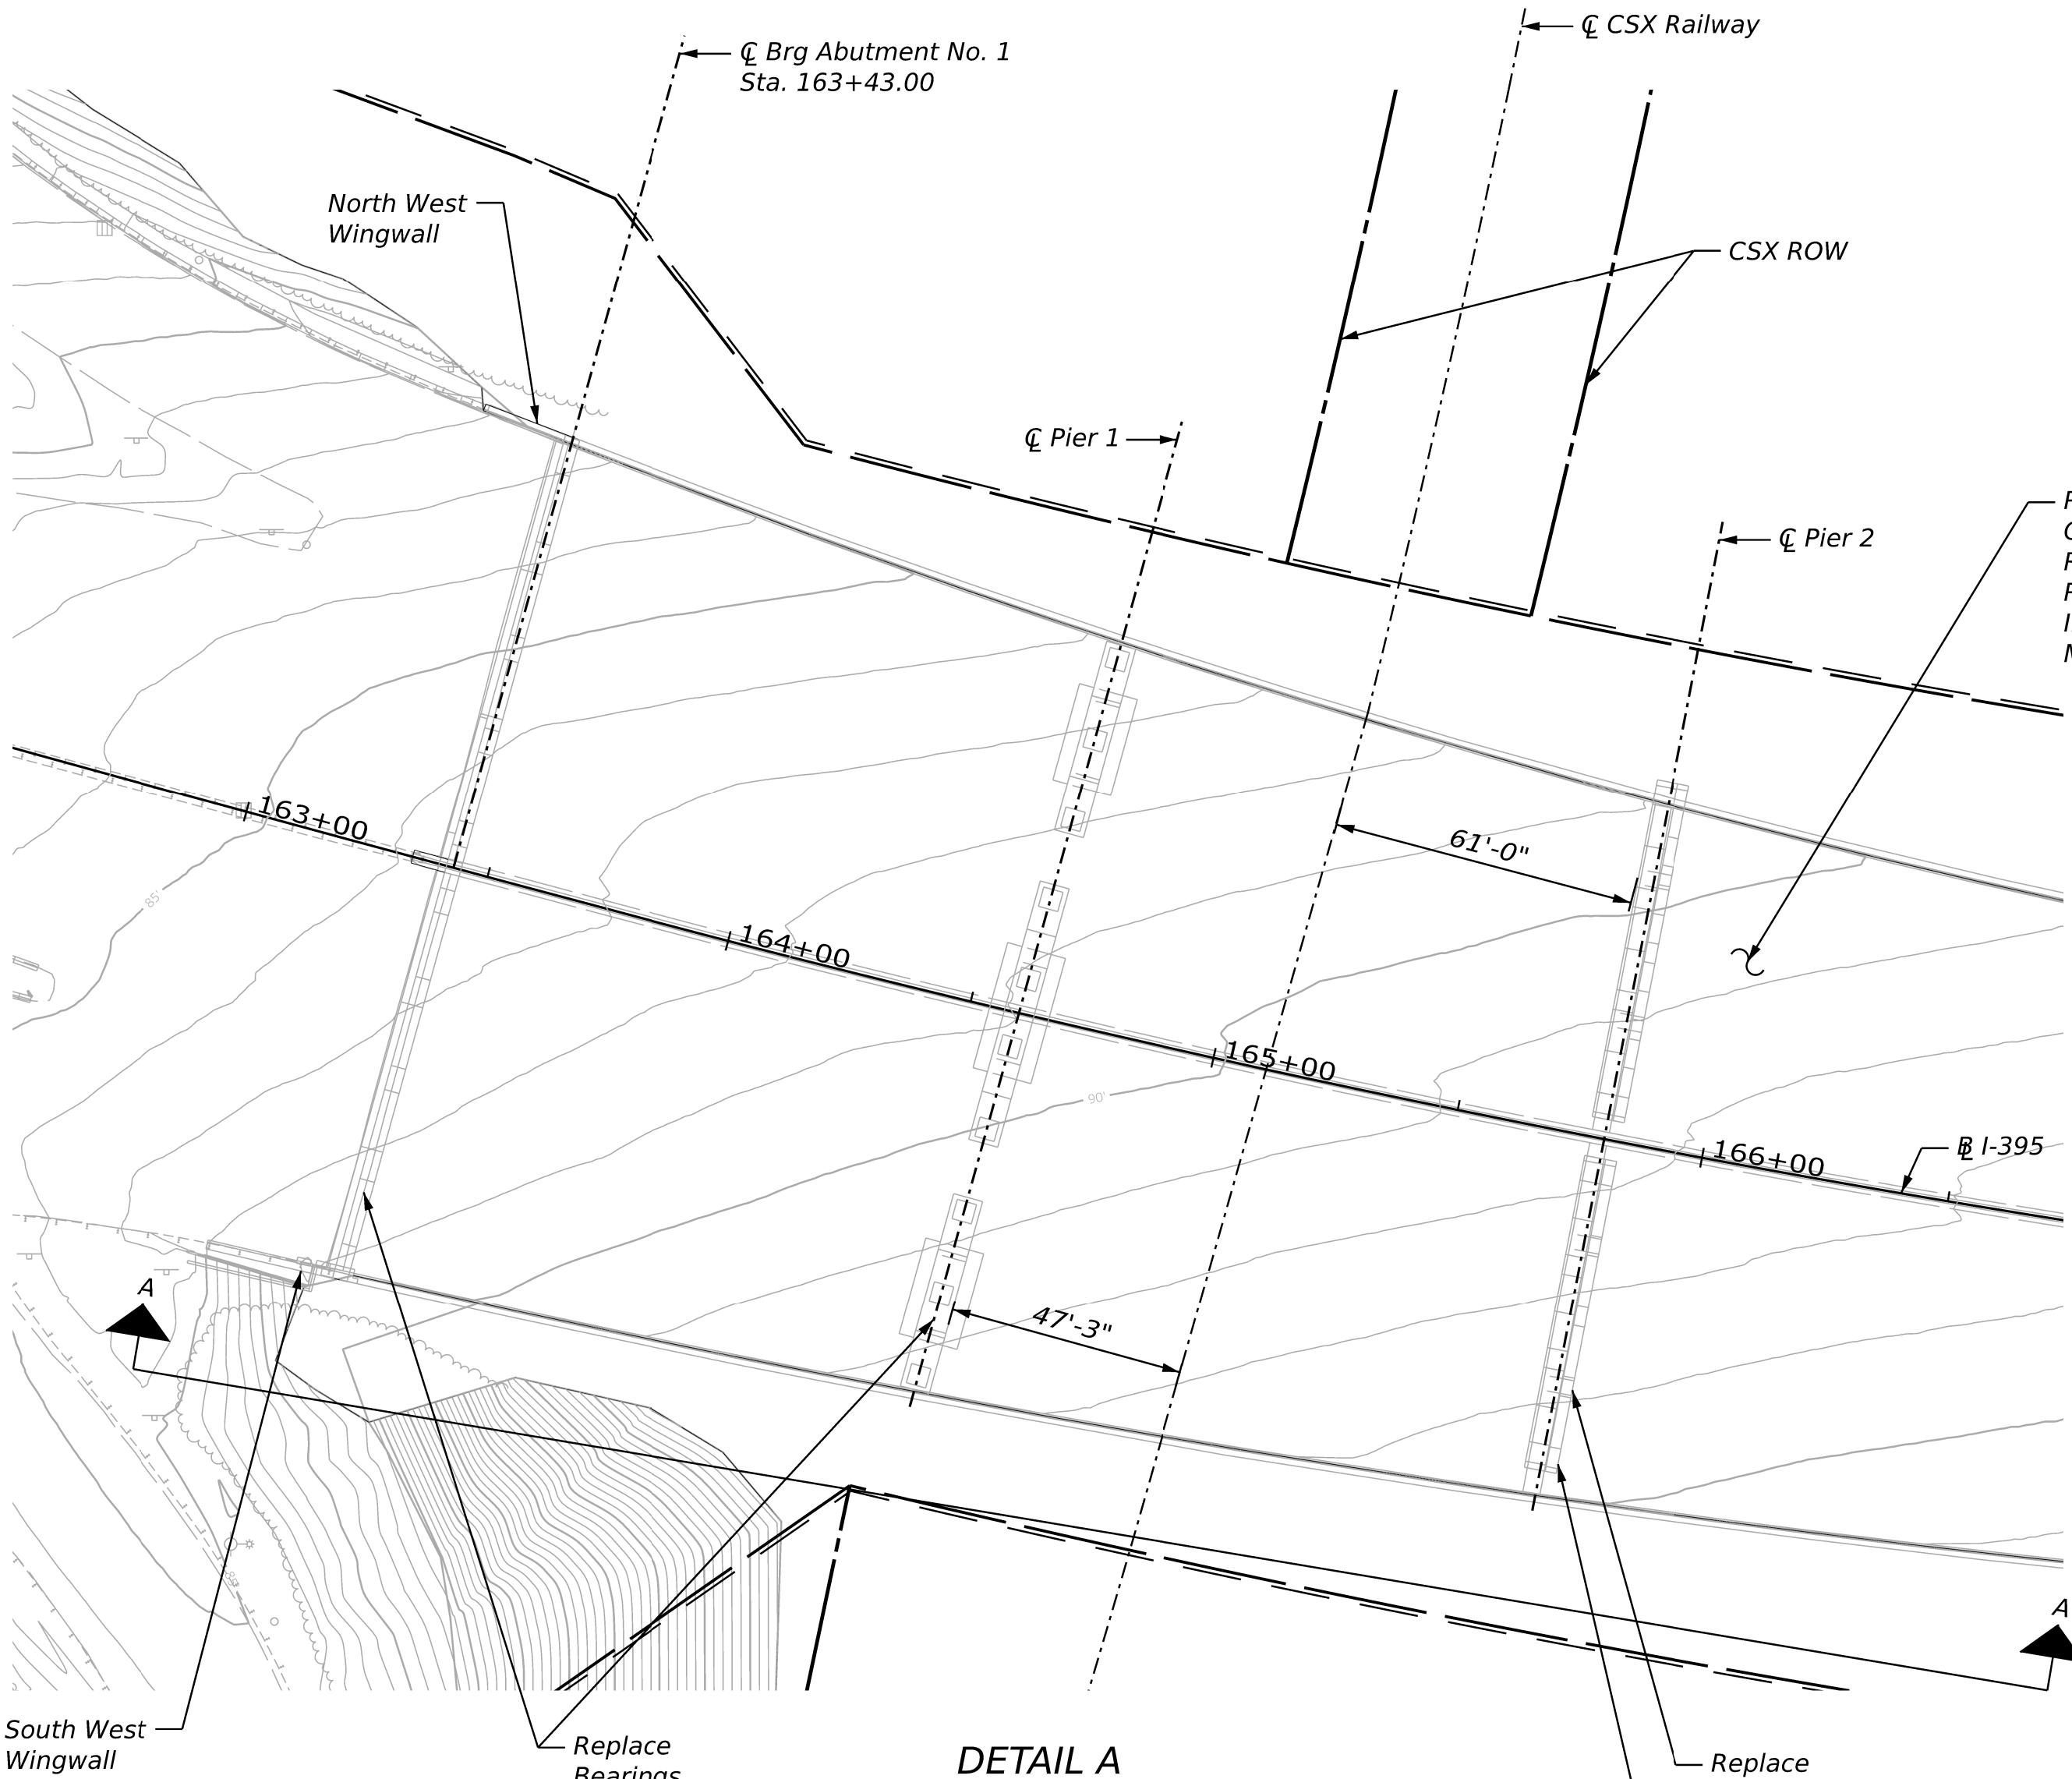 ℄ CSX Railway
℄ Brg Abutment No. 1
Sta. 163+43.00
North West
Wingwall
CSX ROW
℄ Pier 1
℄ Pier 2
61'-0"
163+00
85'
164+00
165+00
90'
166+00
I-395
A
47'-3"
80'
A
South West
Wingwall
Replace
Bearings
DETAIL A
Replace